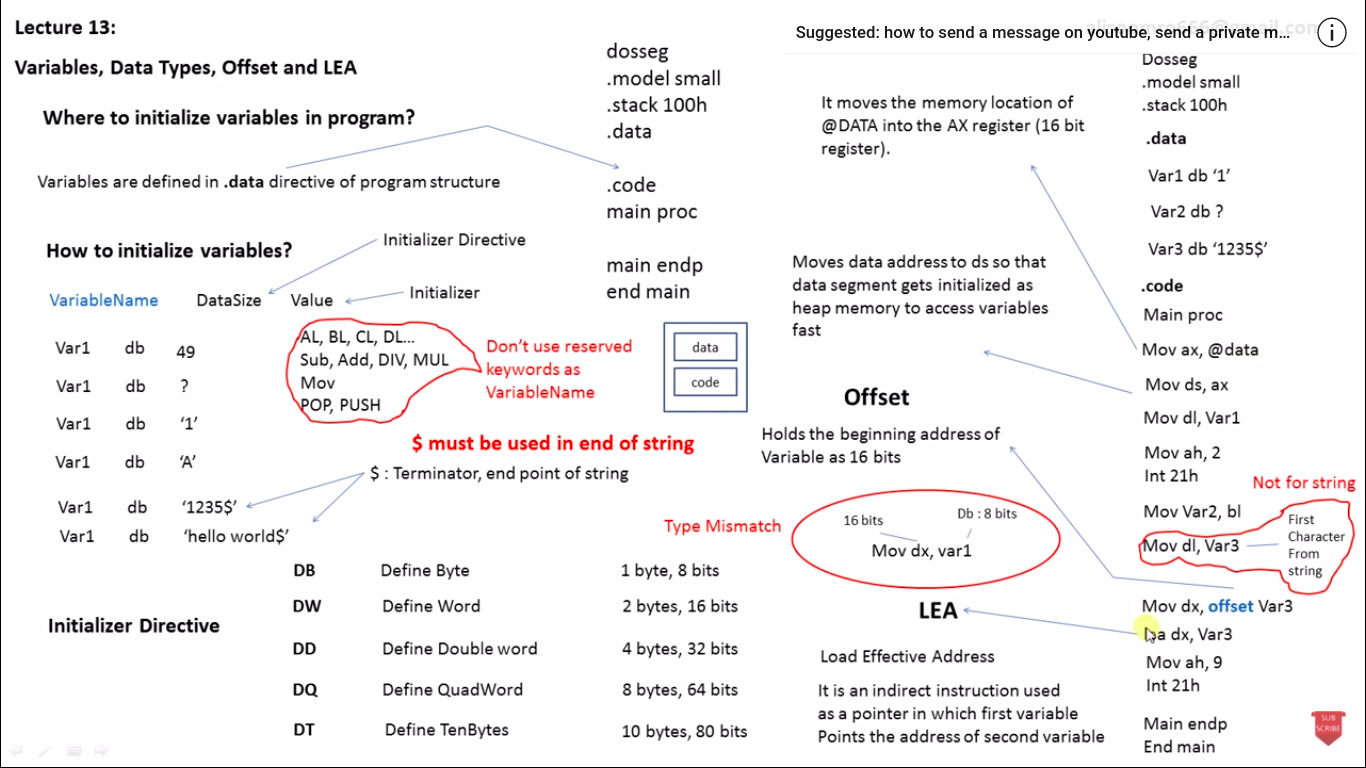 Lecture 13:
Variables, Data Types, Offset and LEA
Where to initialize variables in program?
Variables are defined in .data directive of program structure
How to initialize variables?
Initializer Directive
VariableName DataSize Value
Initializer
Var1 db 49
Var1 db ?
Var1 db ‘1’
Var1 db ‘A’
Var1 db ‘1235$’
Var1 db ‘hello world$’
AL, BL, CL, DL...
Sub, Add, DIV, MUL
Mov
POP, PUSH
Don’t use reserved
keywords as
VariableName
$ must be used in end of string
$ : Terminator, end point of string
Initializer Directive
DB Define Byte 1 byte, 8 bits
DW Define Word 2 bytes, 16 bits
DD Define Double word 4 bytes, 32 bits
DQ Define QuadWord 8 bytes, 64 bits
DT Define TenBytes 10 bytes, 80 bits
dosseg
.model small
.stack 100h
.data
.code
main proc
main endp
end main
data
code
Suggested: how to send a message on youtube, send a private m...
It moves the memory location of
@DATA into the AX register (16 bit
register).
Moves data address to ds so that
data segment gets initialized as
heap memory to access variables
fast
Offset
Holds the beginning address of
Variable as 16 bits
Type Mismatch
16 bits
Db : 8 bits
Mov dx, var1
LEA
Load Effective Address
It is an indirect instruction used
as a pointer in which first variable
Points the address of second variable
Dosseg
.model small
.stack 100h
.data
Var1 db ‘1’
Var2 db ?
Var3 db ‘1235$’
.code
Main proc
Mov ax, @data
Mov ds, ax
Mov dl, Var1
Mov ah, 2
Int 21h
Mov Var2, bl
Mov dl, Var3
Not for string
First
Character
From
string
Mov dx, offset Var3
dx, Var3
Mov ah, 9
Int 21h
Main endp
End main
SUB
SCRIBE